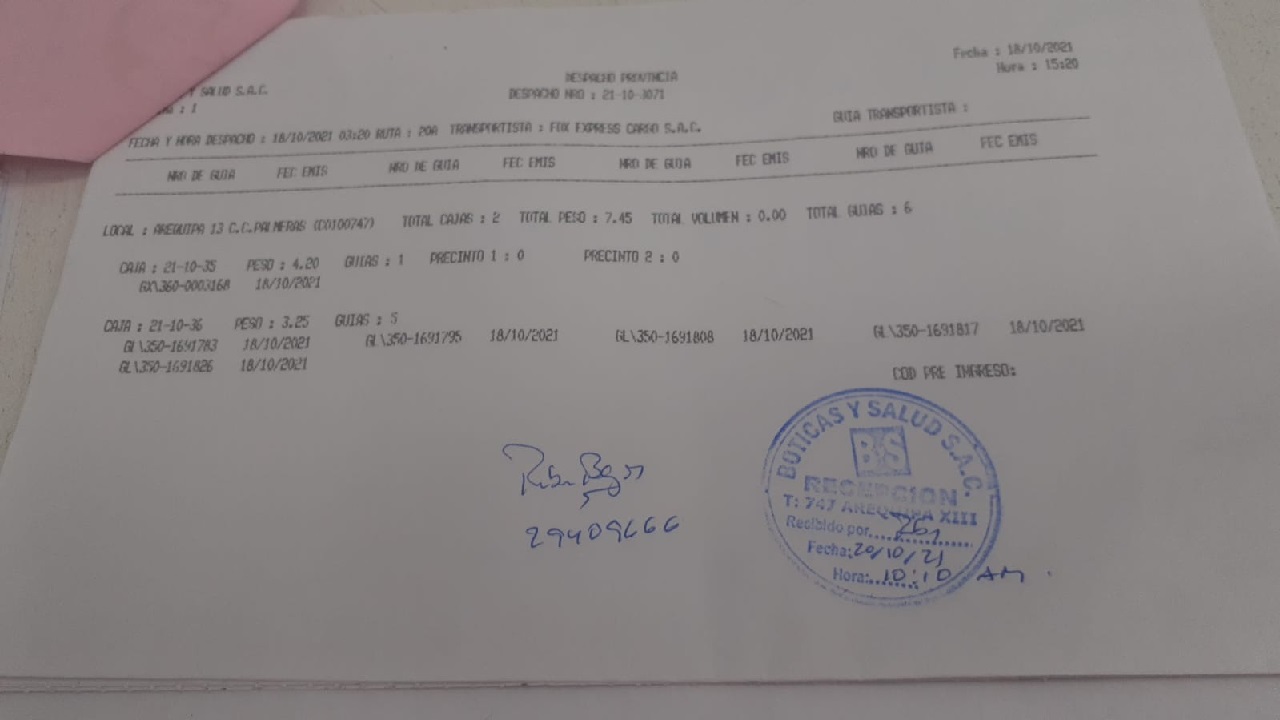 Fecha : 18/10/2021
Hora : 15:20
Y SALUD S.A.C.
: 1
DESPACHO PROVINCIA
DESPACHO NRO : 21-10-3071
GUIA TRANSPORTISTA :
FECHA Y HORA DESPACHO : 18/10/2021 03:20 RUTA : POA TRANSPORTISTA : FOX EXPRESS CARGO S.A.C.
NRO DE GUIA FEC EMIS NRO DE GUIA FEC EMIS NRO DE GUIA FEC EMIS NRO DE GUIA FEC EMIS
LOCAL : AREQUIPA 13 C.C.PALMERAS (CO100747) TOTAL CAJAS : 2 TOTAL PESO : 7.45 TOTAL VOLUMEN : 0.00 TOTAL GUIAS : 6
CAJA : 21-10-35 PESO : 4.20 GUIAS : 1 PRECINTO 1 : 0 PRECINTO 2 : 0
GX\360-0003168 18/10/2021
CAJA : 21-10-36 PESO : 3.25 GUIAS : 5
GL\350-1691783 18/10/2021 GL\350-1691795 18/10/2021 GL\350-1691808 18/10/2021 GL\350-1691817 18/10/2021
GL\350-1691826 18/10/2021
COD PRE INGRESO:
29409666
BOTICAS Y SALUD S.A.C.
B S
RECEPCION
T: 747 AREQUIPA XIII
Recibido por
Fecha: 20/10/21
Hora: 10:10 AM.